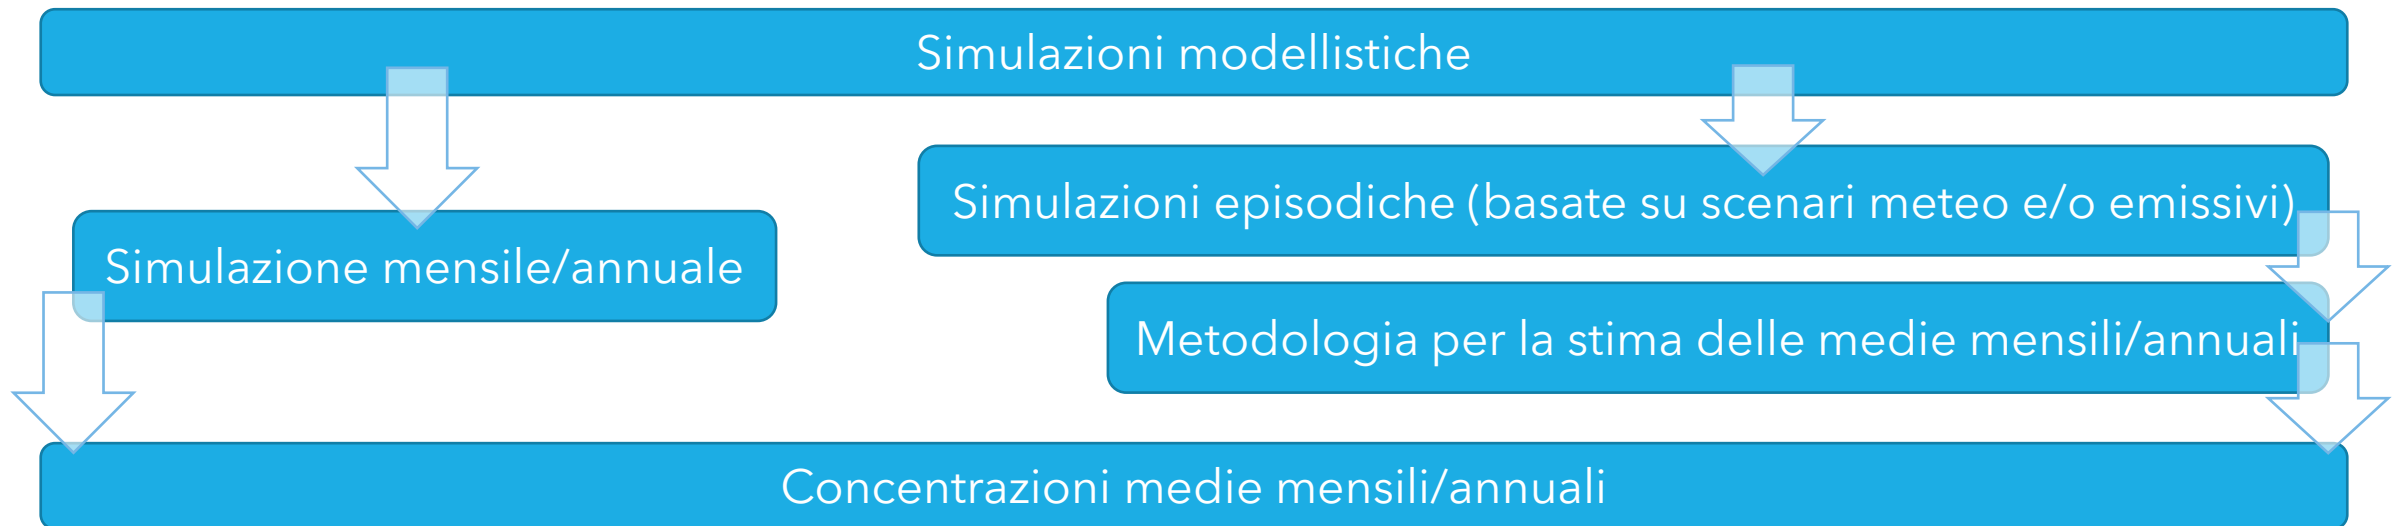 Simulazioni modellistiche
Simulazioni episodiche (basate su scenari meteo e/o emissivi)
Simulazione mensile/annuale
Metodologia per la stima delle medie mensili/annuali
Concentrazioni medie mensili/annuali